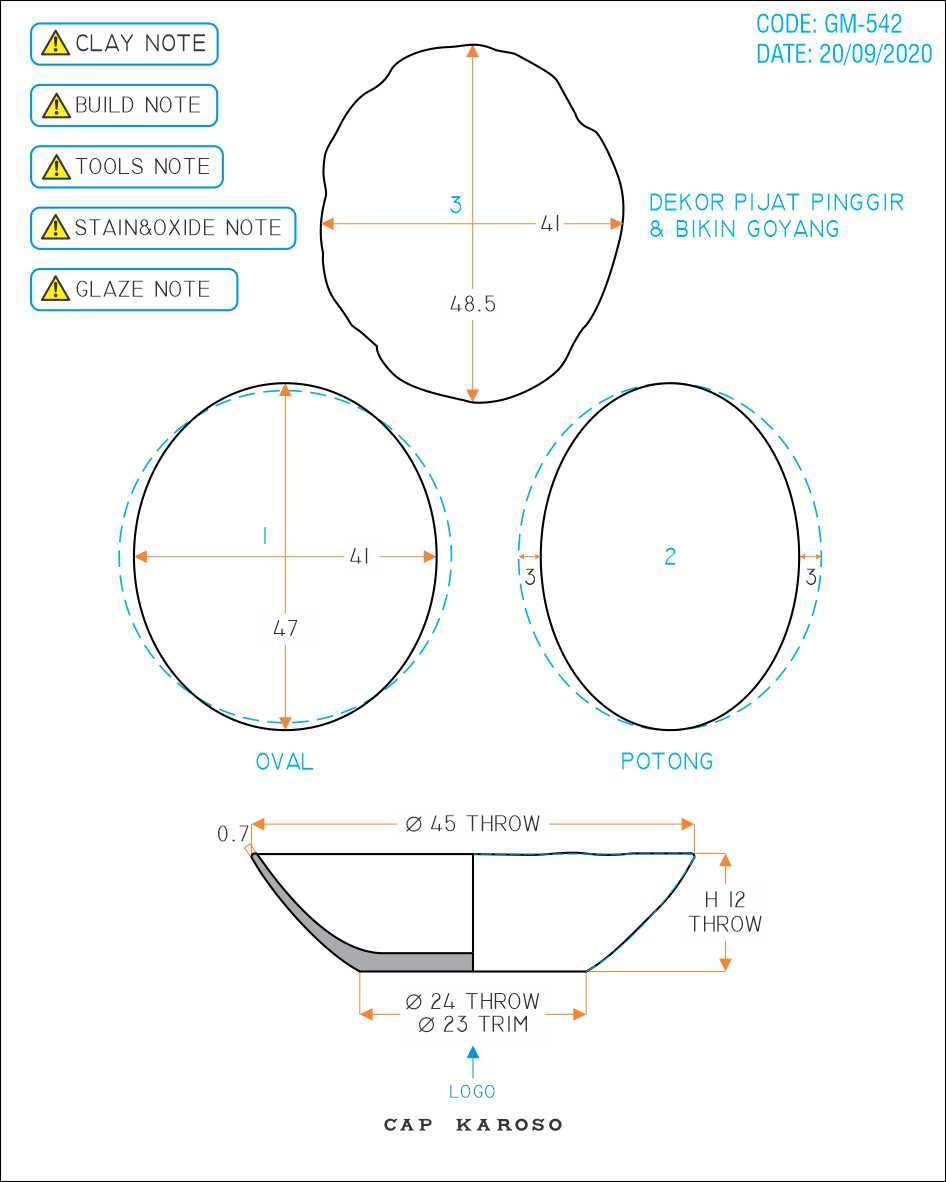 CLAY NOTE
BUILD NOTE
TOOLS NOTE
STAIN&OXIDE NOTE
GLAZE NOTE
CODE: GM-542
DATE: 20/09/2020
3
41
48.5
DEKOR PIJAT PINGGIR
& BIKIN GOYANG
1
41
47
OVAL
2
3
3
POTONG
0.7
Ø 45 THROW
H 12
THROW
Ø 24 THROW
Ø 23 TRIM
LOGO
CAP KAROSO